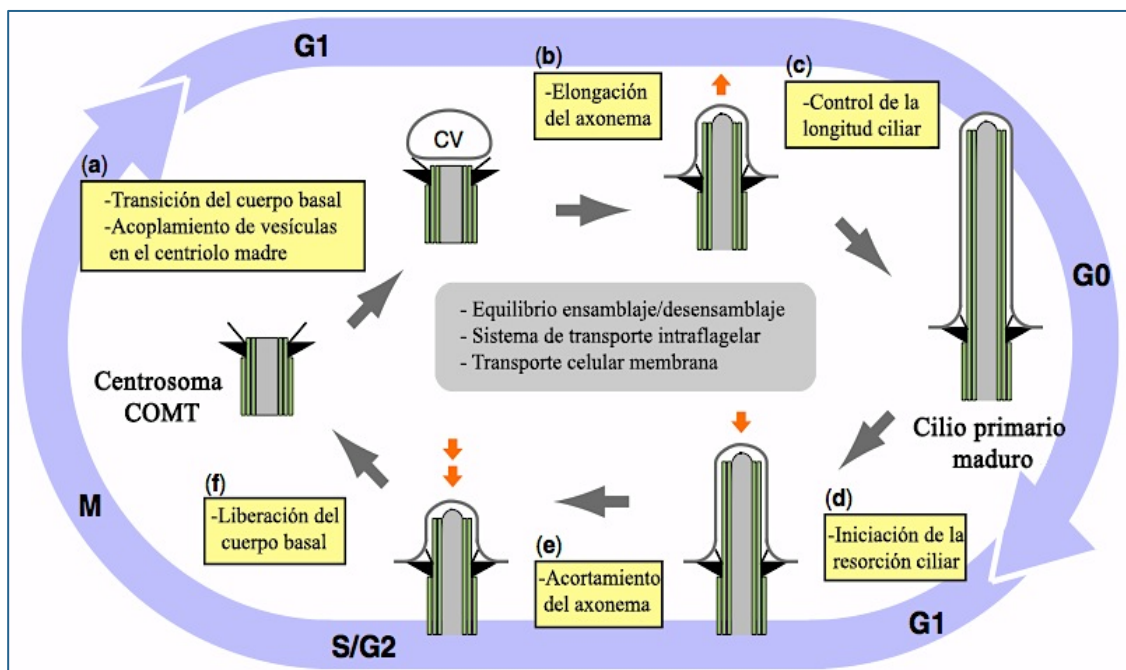 G1
(a)
-Transición del cuerpo basal
-Acoplamiento de vesículas
en el centriolo madre
CV
(b)
-Elongación
del axonema
(c)
-Control de la
longitud ciliar
G0
- Equilibrio ensamblaje/desensamblaje
- Sistema de transporte intraflagelar
- Transporte celular membrana
Centrosoma
COMT
Cilio primario
maduro
(d)
-Iniciación de la
resorción ciliar
G1
(e)
-Acortamiento
del axonema
(f)
-Liberación del
cuerpo basal
S/G2
M